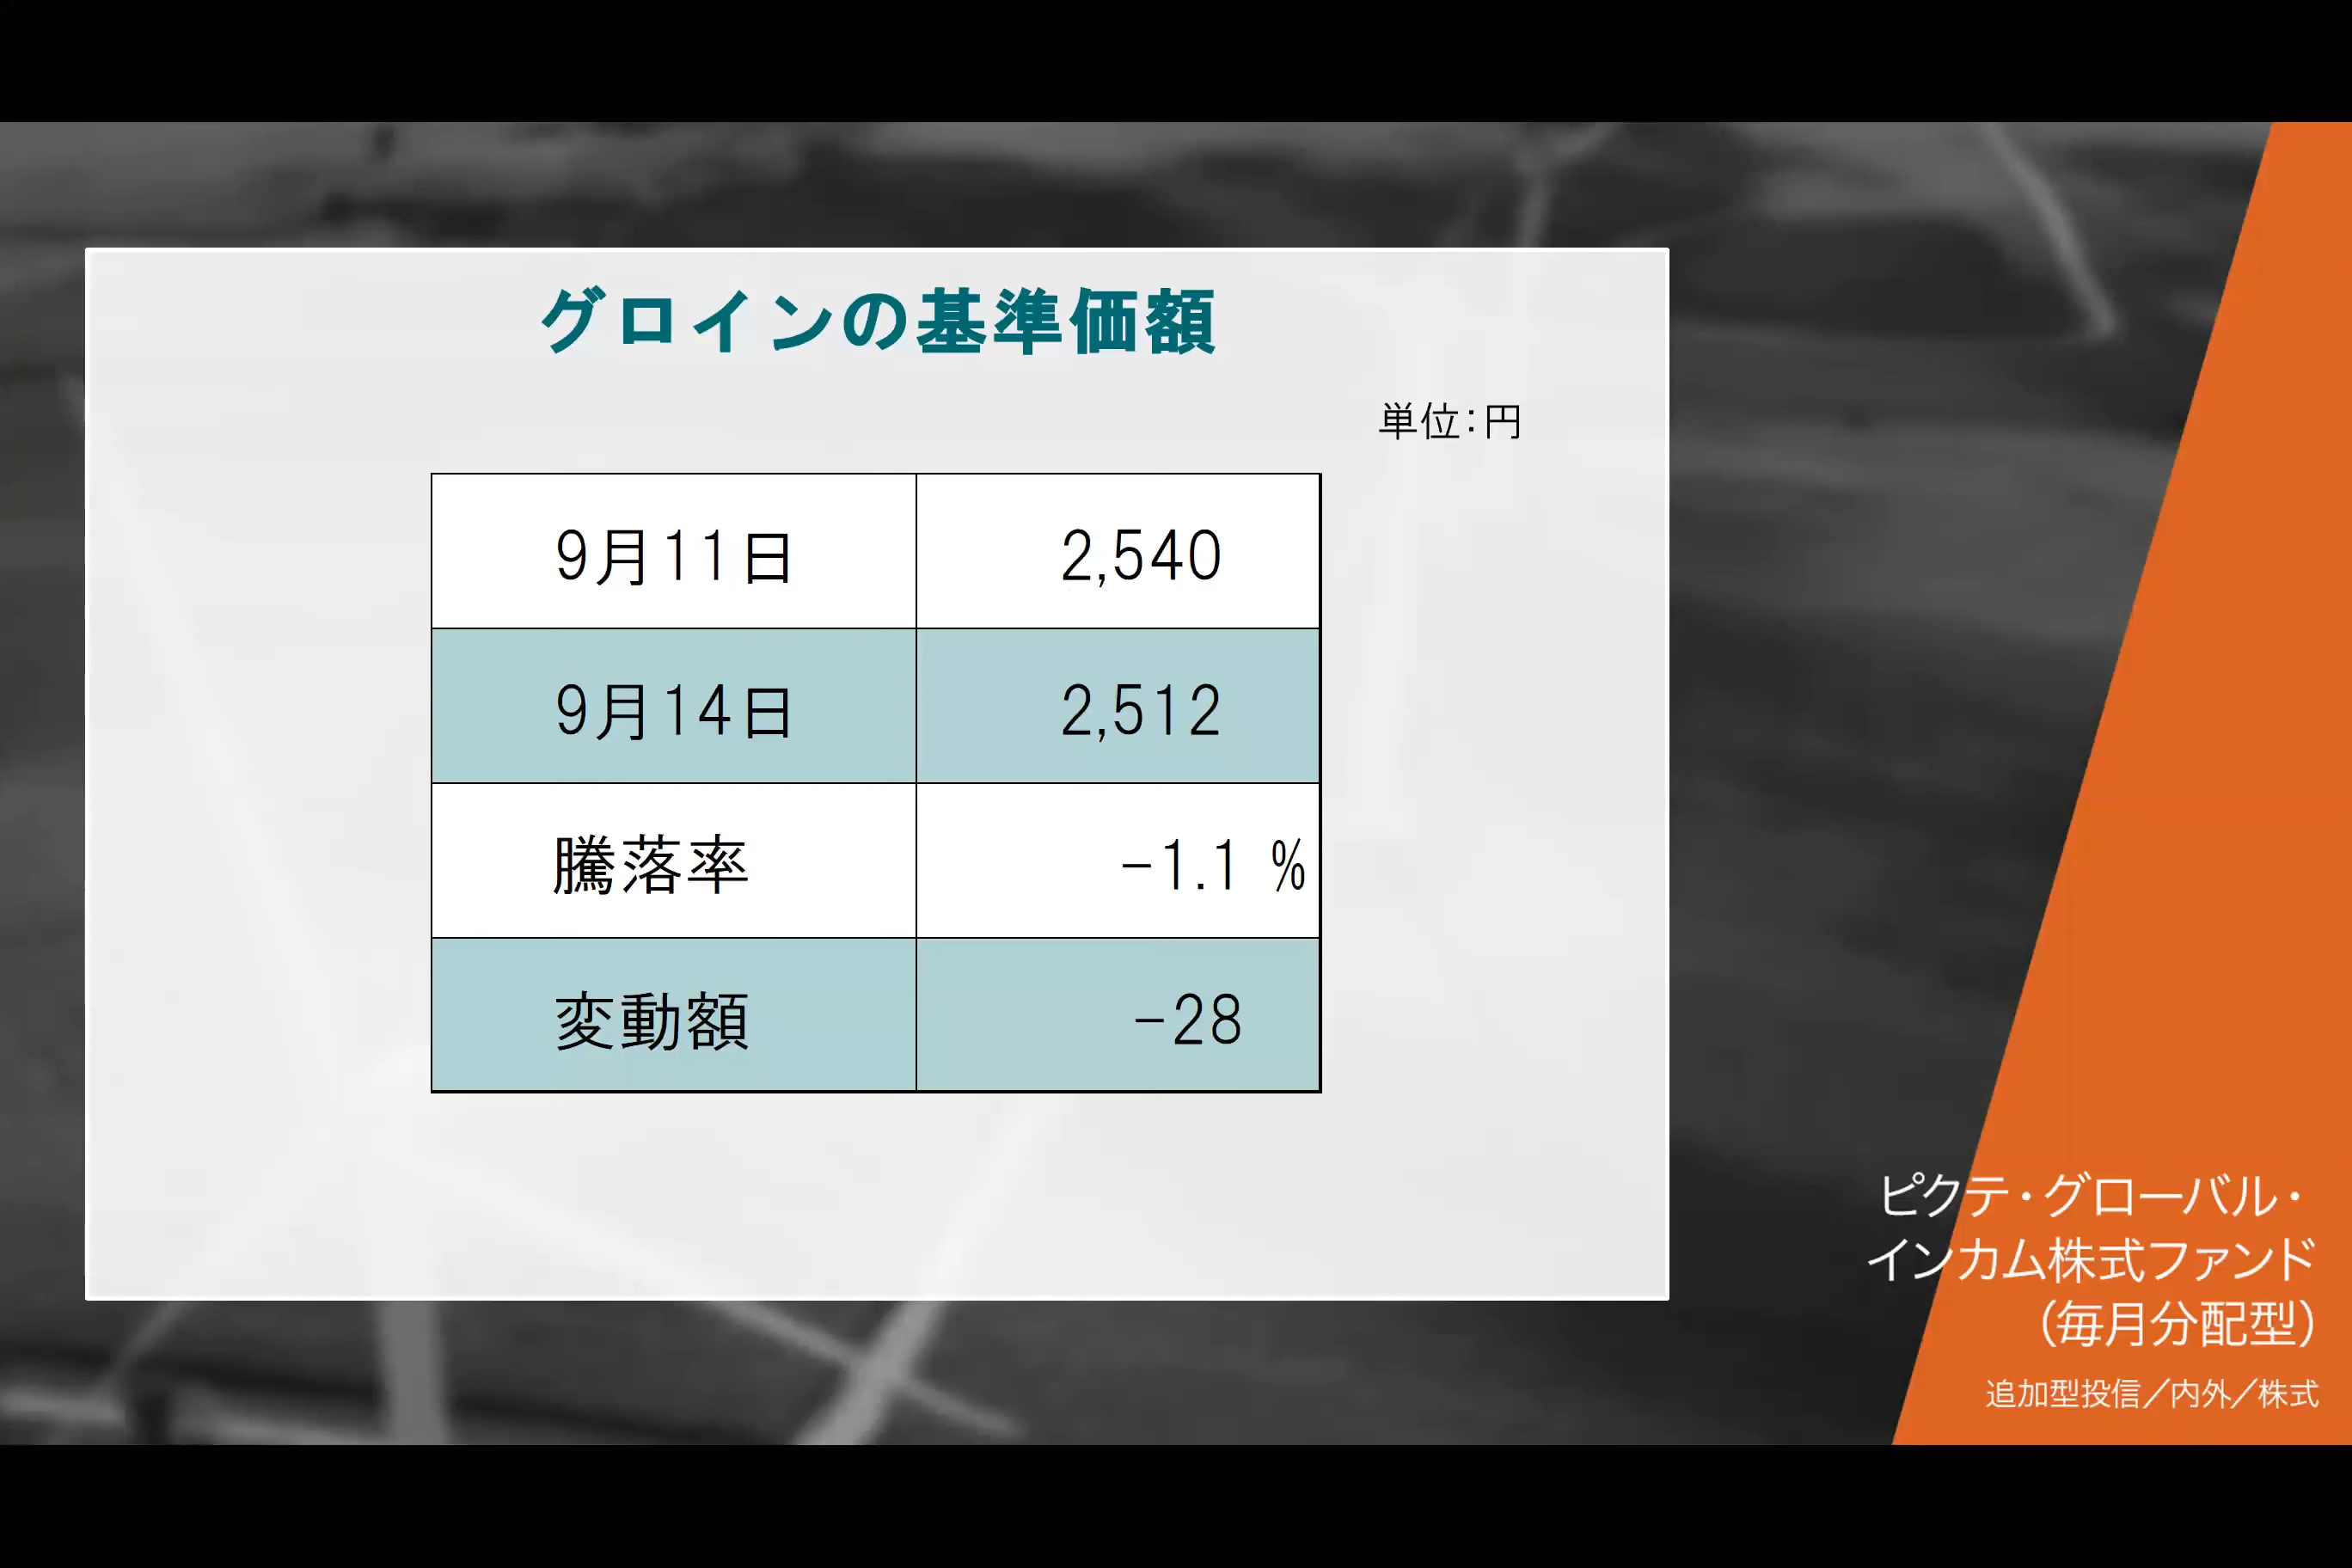 グロインの基準価額
単位：円
9月11日 2,540
9月14日 2,512
騰落率 -1.1 %
変動額 -28
ピクテ・グローバル・
インカム株式ファンド
（毎月分配型）
追加型投信／内外／株式